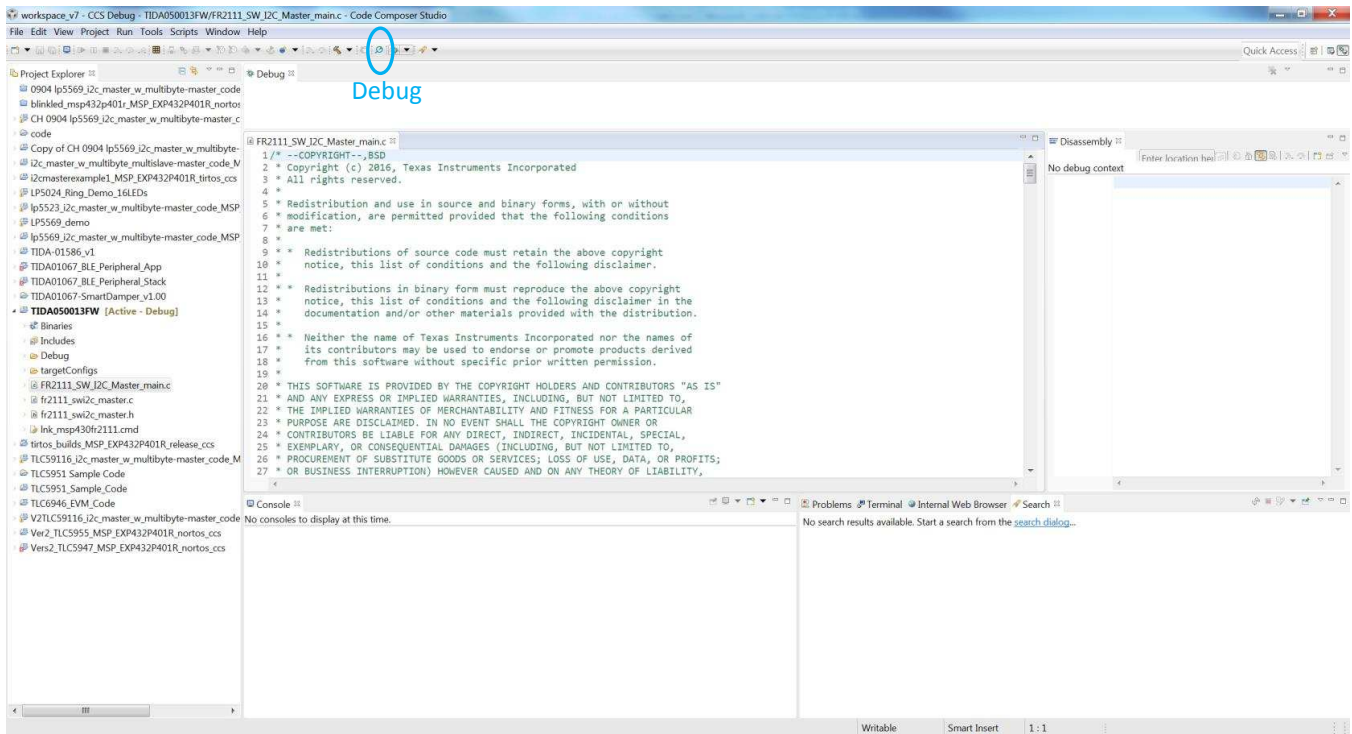 workspace_v7 - CCS Debug - TIDA050013FW/FR2111_SW_I2C_Master_main.c - Code Composer Studio
File Edit View Project Run Tools Scripts Window Help
Quick Access
Debug
Project Explorer
0904 lp5569_i2c_master_w_multibyte-master_code
blinkled_msp432p401r_MSP_EXP432P401R_nortos
CH 0904 lp5569_i2c_master_w_multibyte-master_c
code
Copy of CH 0904 lp5569_i2c_master_w_multibyte-
i2c_master_w_multibyte_multislave-master_code_M
i2cmasterexample1_MSP_EXP432P401R_tirtos_ccs
LP5024_Ring_Demo_16LEDs
lp5523_i2c_master_w_multibyte-master_code_MSP
LP5569_demo
lp5569_i2c_master_w_multibyte-master_code_MSP
TIDA-01586_v1
TIDA01067_BLE_Peripheral_App
TIDA01067_BLE_Peripheral_Stack
TIDA01067-SmartDamper_v1.00
TIDA050013FW [Active - Debug]
Binaries
Includes
Debug
targetConfigs
FR2111_SW_I2C_Master_main.c
fr2111_swi2c_master.c
fr2111_swi2c_master.h
lnk_msp430fr2111.cmd
tirtos_builds_MSP_EXP432P401R_release_ccs
TLC59116_i2c_master_w_multibyte-master_code_M
TLC5951 Sample Code
TLC5951_Sample_Code
TLC6946_EVM_Code
V2TLC59116_i2c_master_w_multibyte-master_code
Ver2_TLC5955_MSP_EXP432P401R_nortos_ccs
Vers2_TLC5947_MSP_EXP432P401R_nortos_ccs
Debug
FR2111_SW_I2C_Master_main.c
1/* --COPYRIGHT--,BSD
2 * Copyright (c) 2016, Texas Instruments Incorporated
3 * All rights reserved.
4 *
5 * Redistribution and use in source and binary forms, with or without
6 * modification, are permitted provided that the following conditions
7 * are met:
8 *
9 * * Redistributions of source code must retain the above copyright
10 * notice, this list of conditions and the following disclaimer.
11 *
12 * * Redistributions in binary form must reproduce the above copyright
13 * notice, this list of conditions and the following disclaimer in the
14 * documentation and/or other materials provided with the distribution.
15 *
16 * * Neither the name of Texas Instruments Incorporated nor the names of
17 * its contributors may be used to endorse or promote products derived
18 * from this software without specific prior written permission.
19 *
20 * THIS SOFTWARE IS PROVIDED BY THE COPYRIGHT HOLDERS AND CONTRIBUTORS "AS IS"
21 * AND ANY EXPRESS OR IMPLIED WARRANTIES, INCLUDING, BUT NOT LIMITED TO,
22 * THE IMPLIED WARRANTIES OF MERCHANTABILITY AND FITNESS FOR A PARTICULAR
23 * PURPOSE ARE DISCLAIMED. IN NO EVENT SHALL THE COPYRIGHT OWNER OR
24 * CONTRIBUTORS BE LIABLE FOR ANY DIRECT, INDIRECT, INCIDENTAL, SPECIAL,
25 * EXEMPLARY, OR CONSEQUENTIAL DAMAGES (INCLUDING, BUT NOT LIMITED TO,
26 * PROCUREMENT OF SUBSTITUTE GOODS OR SERVICES; LOSS OF USE, DATA, OR PROFITS;
27 * OR BUSINESS INTERRUPTION) HOWEVER CAUSED AND ON ANY THEORY OF LIABILITY,
Disassembly
Enter location her
No debug context
Console
No consoles to display at this time.
Problems Terminal Internal Web Browser Search
No search results available. Start a search from the search dialog...
Writable Smart Insert 1 : 1